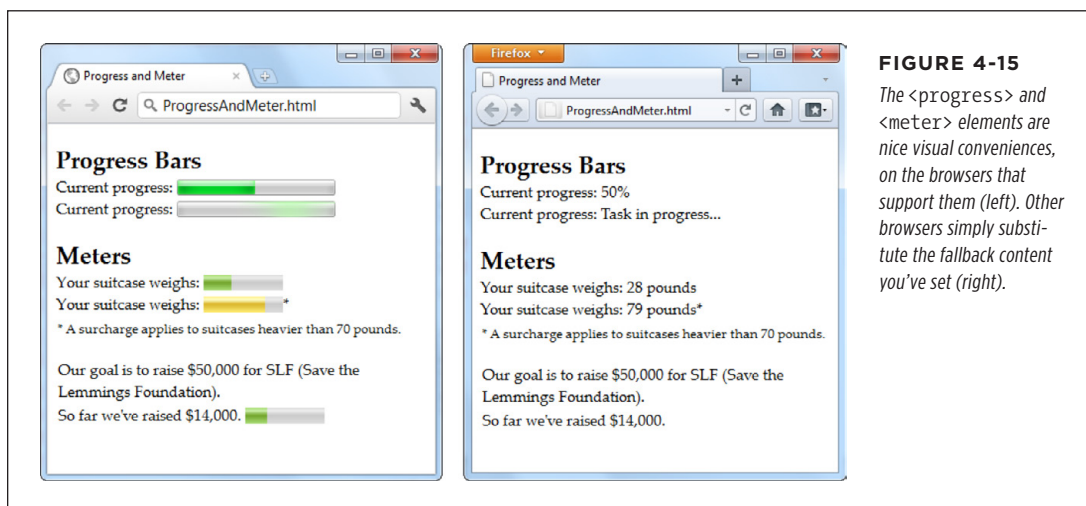 Progress and Meter
ProgressAndMeter.html
Progress Bars
Current progress:
Current progress:
Meters
Your suitcase weighs:
Your suitcase weighs: *
* A surcharge applies to suitcases heavier than 70 pounds.
Our goal is to raise $50,000 for SLF (Save the
Lemmings Foundation).
So far we've raised $14,000.
Firefox
Progress and Meter
ProgressAndMeter.html
Progress Bars
Current progress: 50%
Current progress: Task in progress...
Meters
Your suitcase weighs: 28 pounds
Your suitcase weighs: 79 pounds*
* A surcharge applies to suitcases heavier than 70 pounds.
Our goal is to raise $50,000 for SLF (Save the
Lemmings Foundation).
So far we've raised $14,000.
FIGURE 4-15
The <progress> and
<meter> elements are
nice visual conveniences,
on the browsers that
support them (left). Other
browsers simply substi-
tute the fallback content
you've set (right).